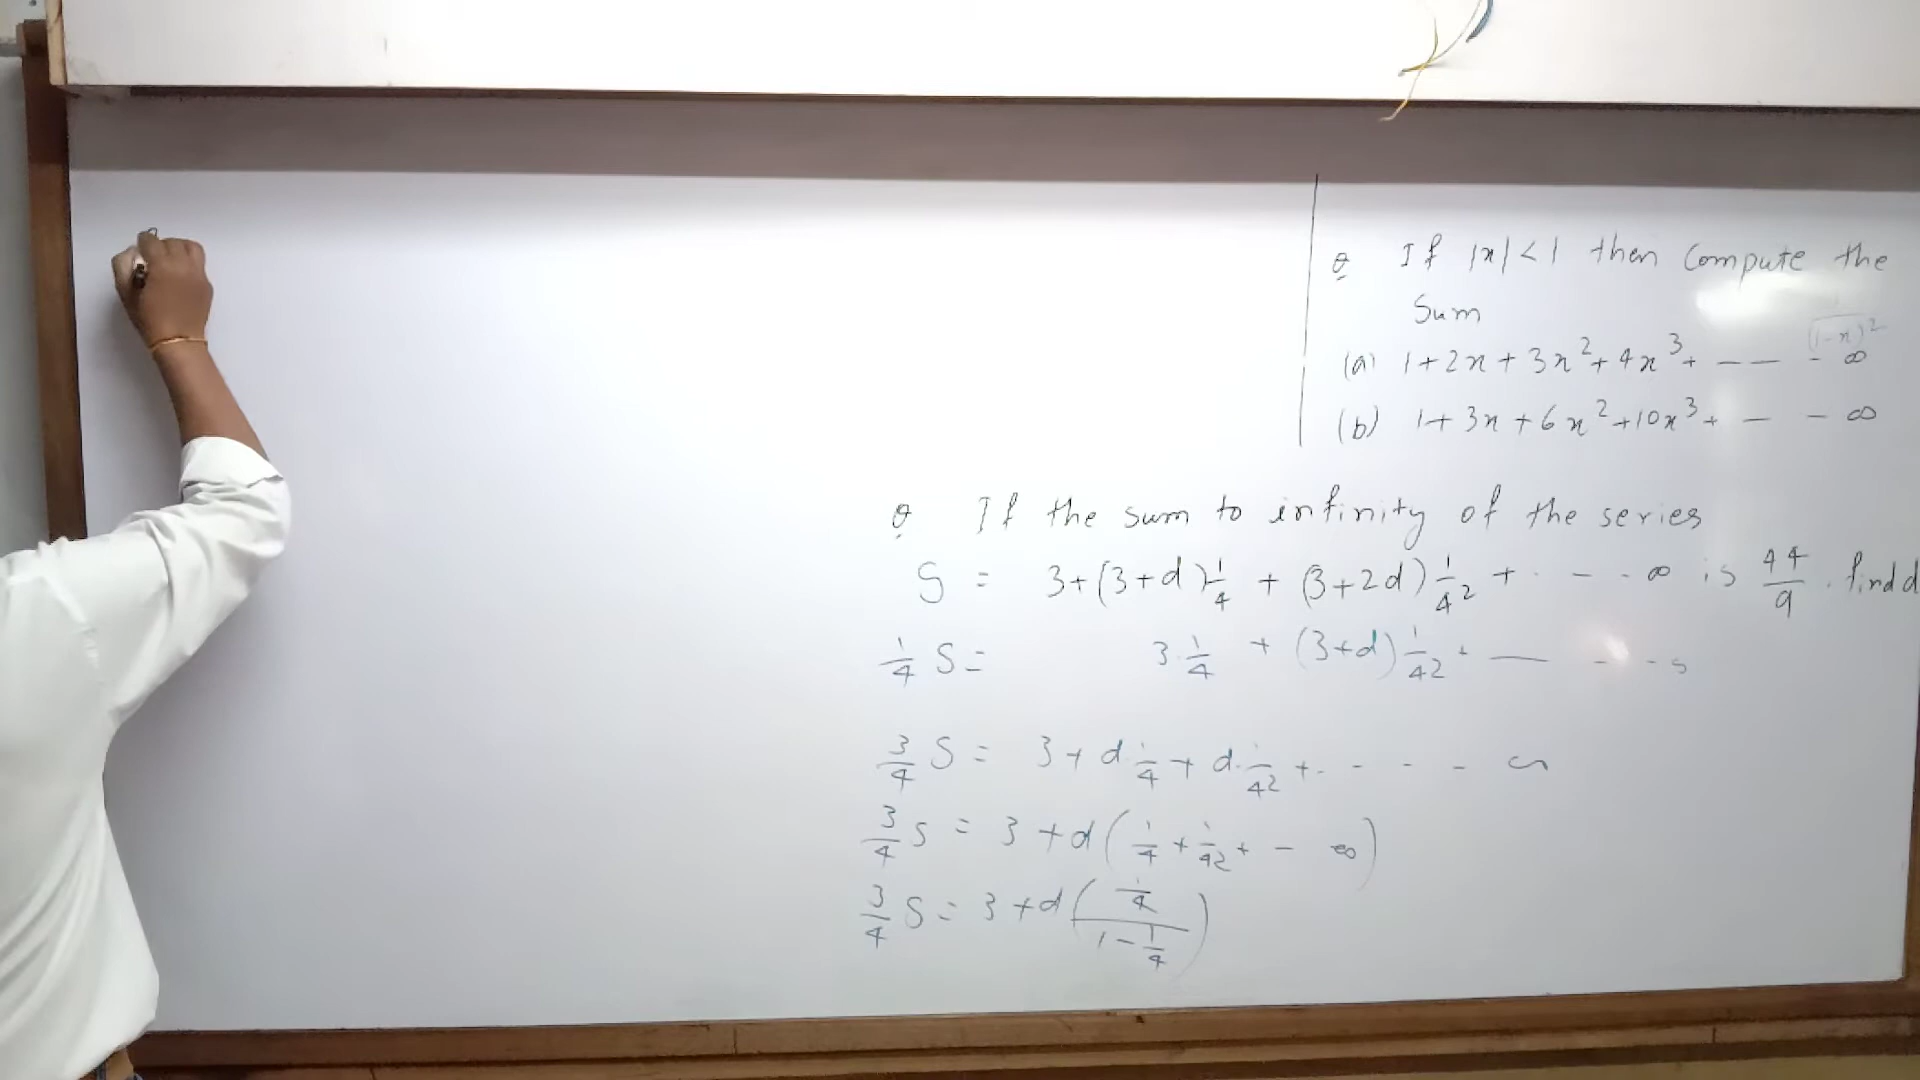 Q If |x| < 1 then compute the
Sum
(a) 1 + 2x + 3x² + 4x³ + — — - ∞
(1-x)²
(b) 1 + 3x + 6x² + 10x³ + — - ∞
Q If the sum to infinity of the series
S = 3 + (3+d) 1/4 + (3+2d) 1/4² + - - - ∞ is 44/9 . find d
1/4 S = 3·1/4 + (3+d) 1/4² + — - - ∞
3/4 S = 3 + d·1/4 + d·1/4² + - - - - ∞
3/4 S = 3 + d(1/4 + 1/4² + - ∞)
3/4 S = 3 + d((1/4)/(1 - 1/4))